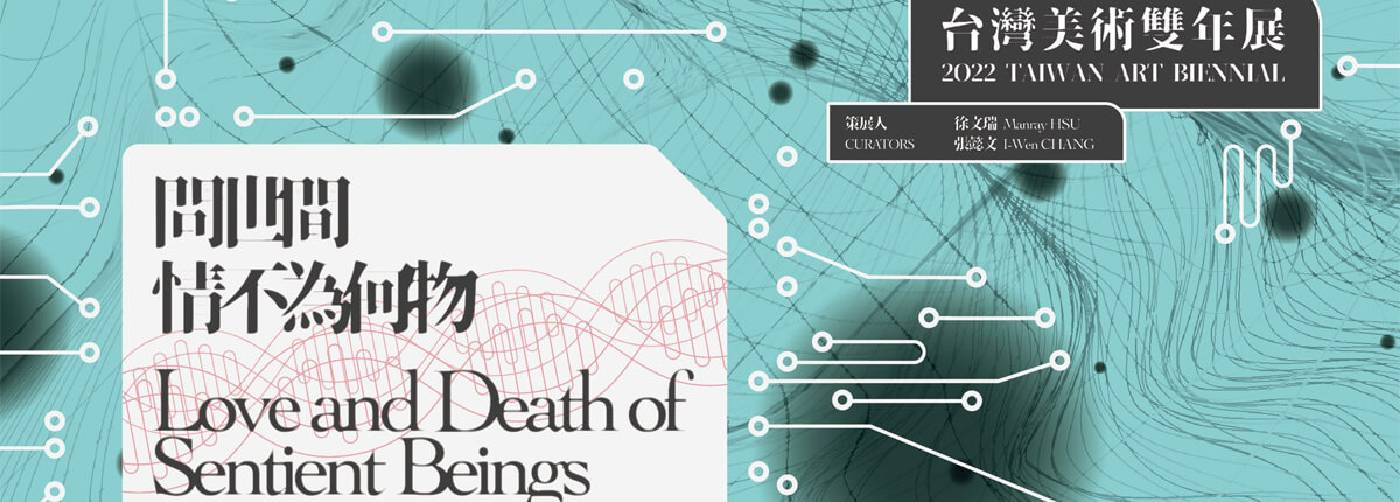 台灣美術雙年展
2022 TAIWAN ART BIENNIAL
策展人 徐文瑞 Manray HSU
CURATORS 張懿文 I-Wen CHANG
問世間
情不為何物
Love and Death of
Sentient Beings